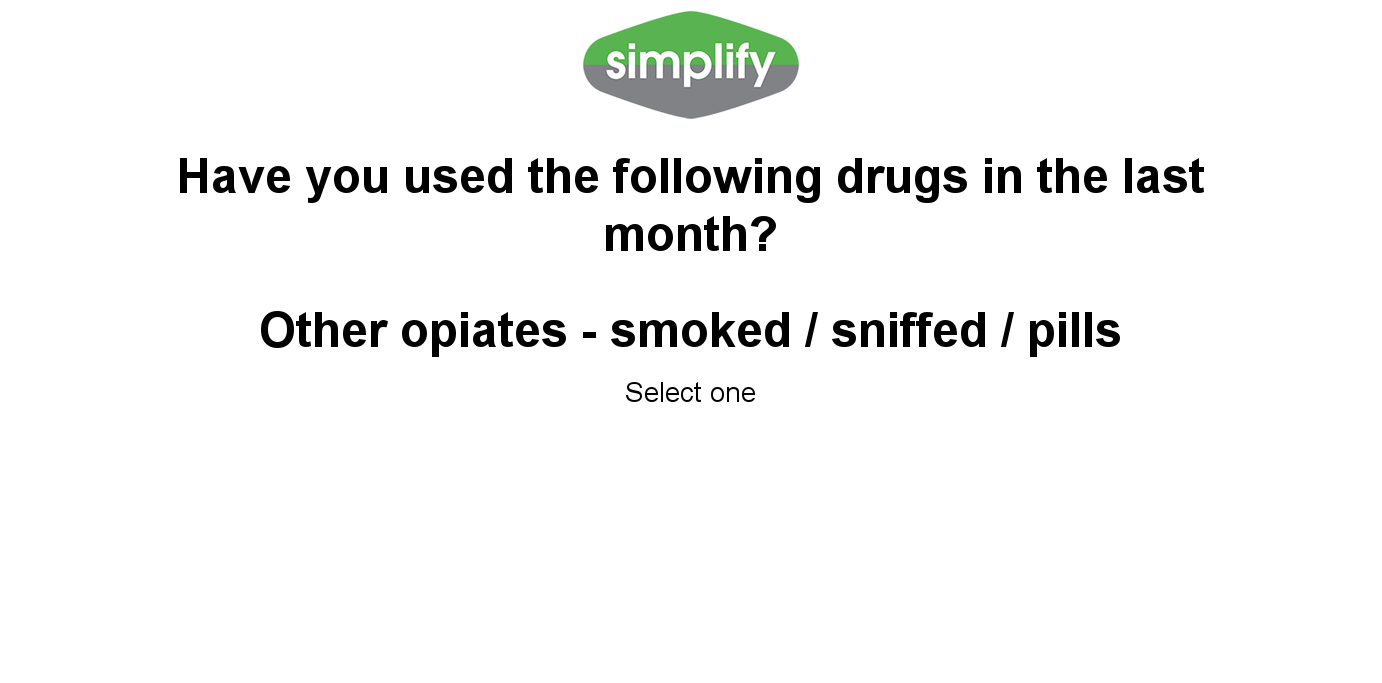 simplify
Have you used the following drugs in the last
month?
Other opiates - smoked / sniffed / pills
Select one